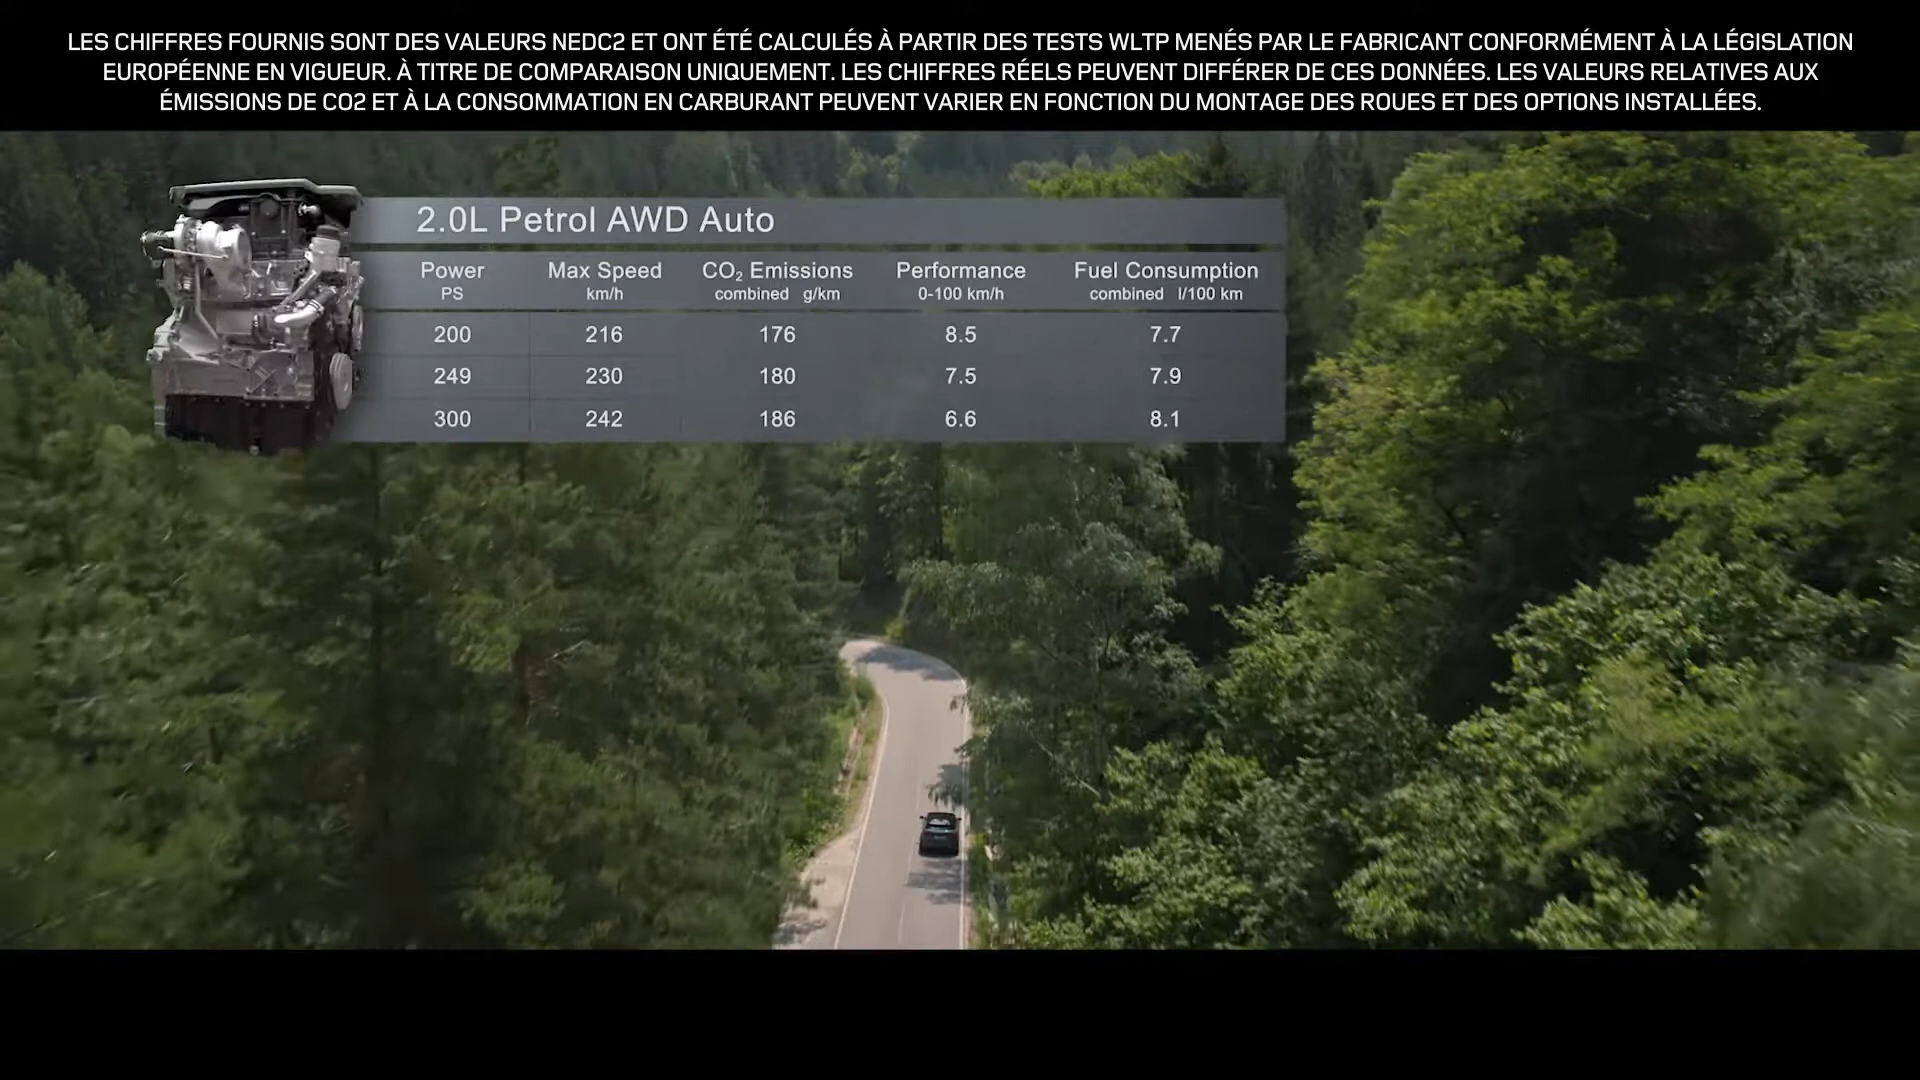 LES CHIFFRES FOURNIS SONT DES VALEURS NEDC2 ET ONT ÉTÉ CALCULÉS À PARTIR DES TESTS WLTP MENÉS PAR LE FABRICANT CONFORMÉMENT À LA LÉGISLATION
EUROPÉENNE EN VIGUEUR. À TITRE DE COMPARAISON UNIQUEMENT. LES CHIFFRES RÉELS PEUVENT DIFFÉRER DE CES DONNÉES. LES VALEURS RELATIVES AUX
ÉMISSIONS DE CO2 ET À LA CONSOMMATION EN CARBURANT PEUVENT VARIER EN FONCTION DU MONTAGE DES ROUES ET DES OPTIONS INSTALLÉES.
2.0L Petrol AWD Auto
Power Max Speed CO₂ Emissions Performance Fuel Consumption
PS km/h combined g/km 0-100 km/h combined l/100 km
200 216 176 8.5 7.7
249 230 180 7.5 7.9
300 242 186 6.6 8.1